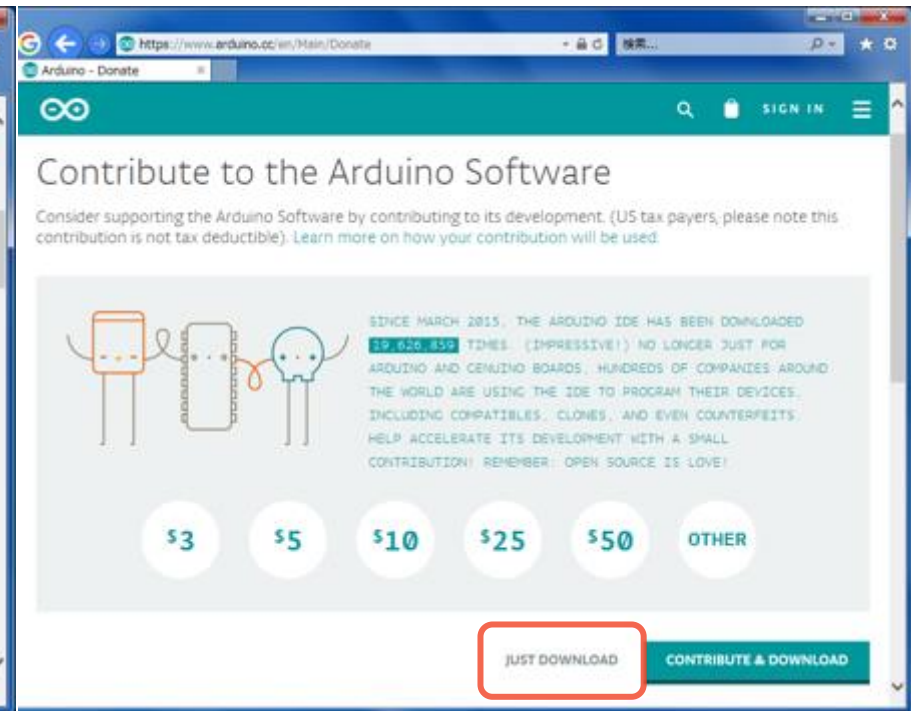 https://www.arduino.cc/en/Main/Donate
検索...
Arduino - Donate
SIGN IN
Contribute to the Arduino Software
Consider supporting the Arduino Software by contributing to its development. (US tax payers, please note this
contribution is not tax deductible). Learn more on how your contribution will be used.
SINCE MARCH 2015, THE ARDUINO IDE HAS BEEN DOWNLOADED
19,626,859 TIMES. (IMPRESSIVE!) NO LONGER JUST FOR
ARDUINO AND GENUINO BOARDS, HUNDREDS OF COMPANIES AROUND
THE WORLD ARE USING THE IDE TO PROGRAM THEIR DEVICES,
INCLUDING COMPATIBLES, CLONES, AND EVEN COUNTERFEITS.
HELP ACCELERATE ITS DEVELOPMENT WITH A SMALL
CONTRIBUTION! REMEMBER: OPEN SOURCE IS LOVE!
$3 $5 $10 $25 $50 OTHER
JUST DOWNLOAD CONTRIBUTE & DOWNLOAD